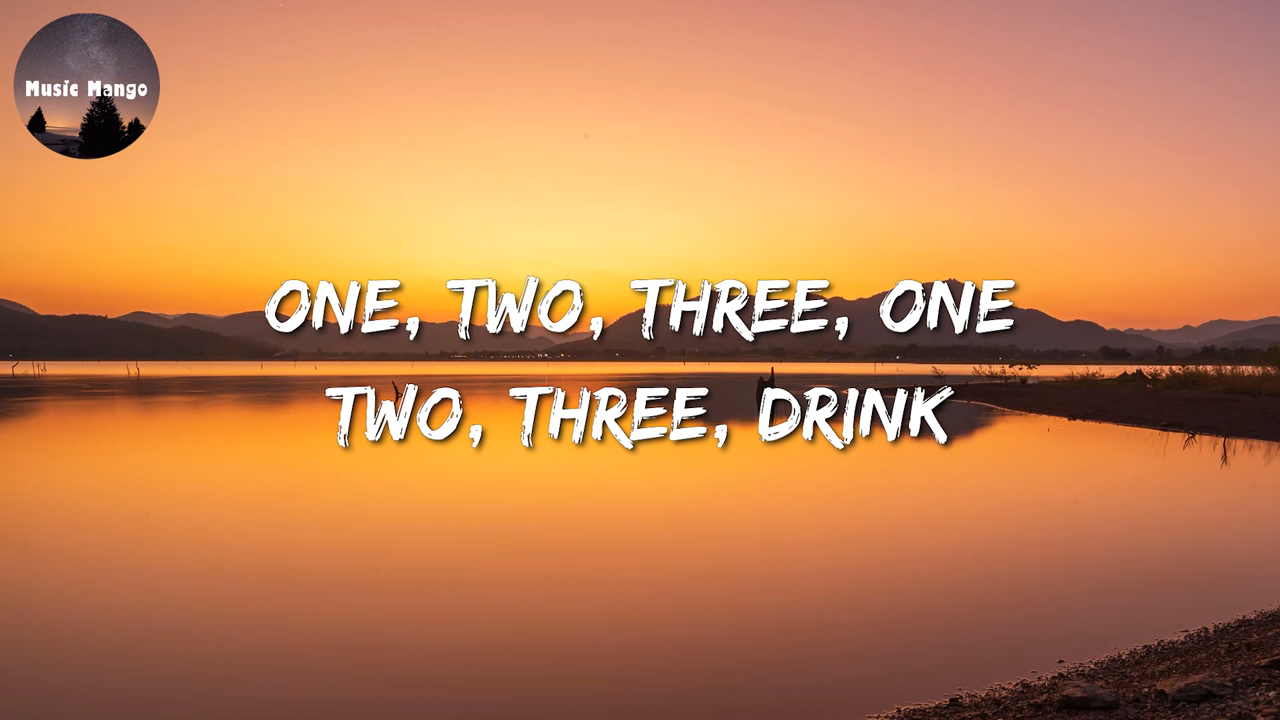 Music Mango
ONE, TWO, THREE, ONE
TWO, THREE, DRINK